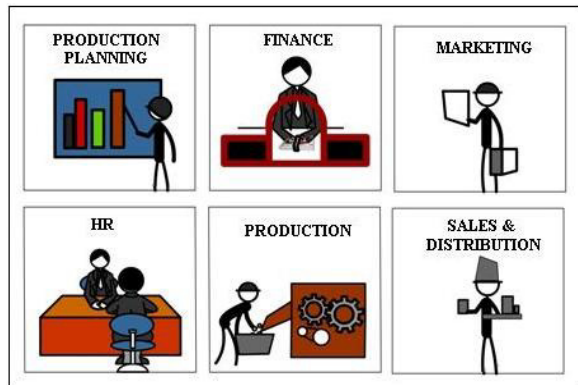 PRODUCTION
PLANNING
FINANCE
MARKETING
HR
PRODUCTION
SALES &
DISTRIBUTION